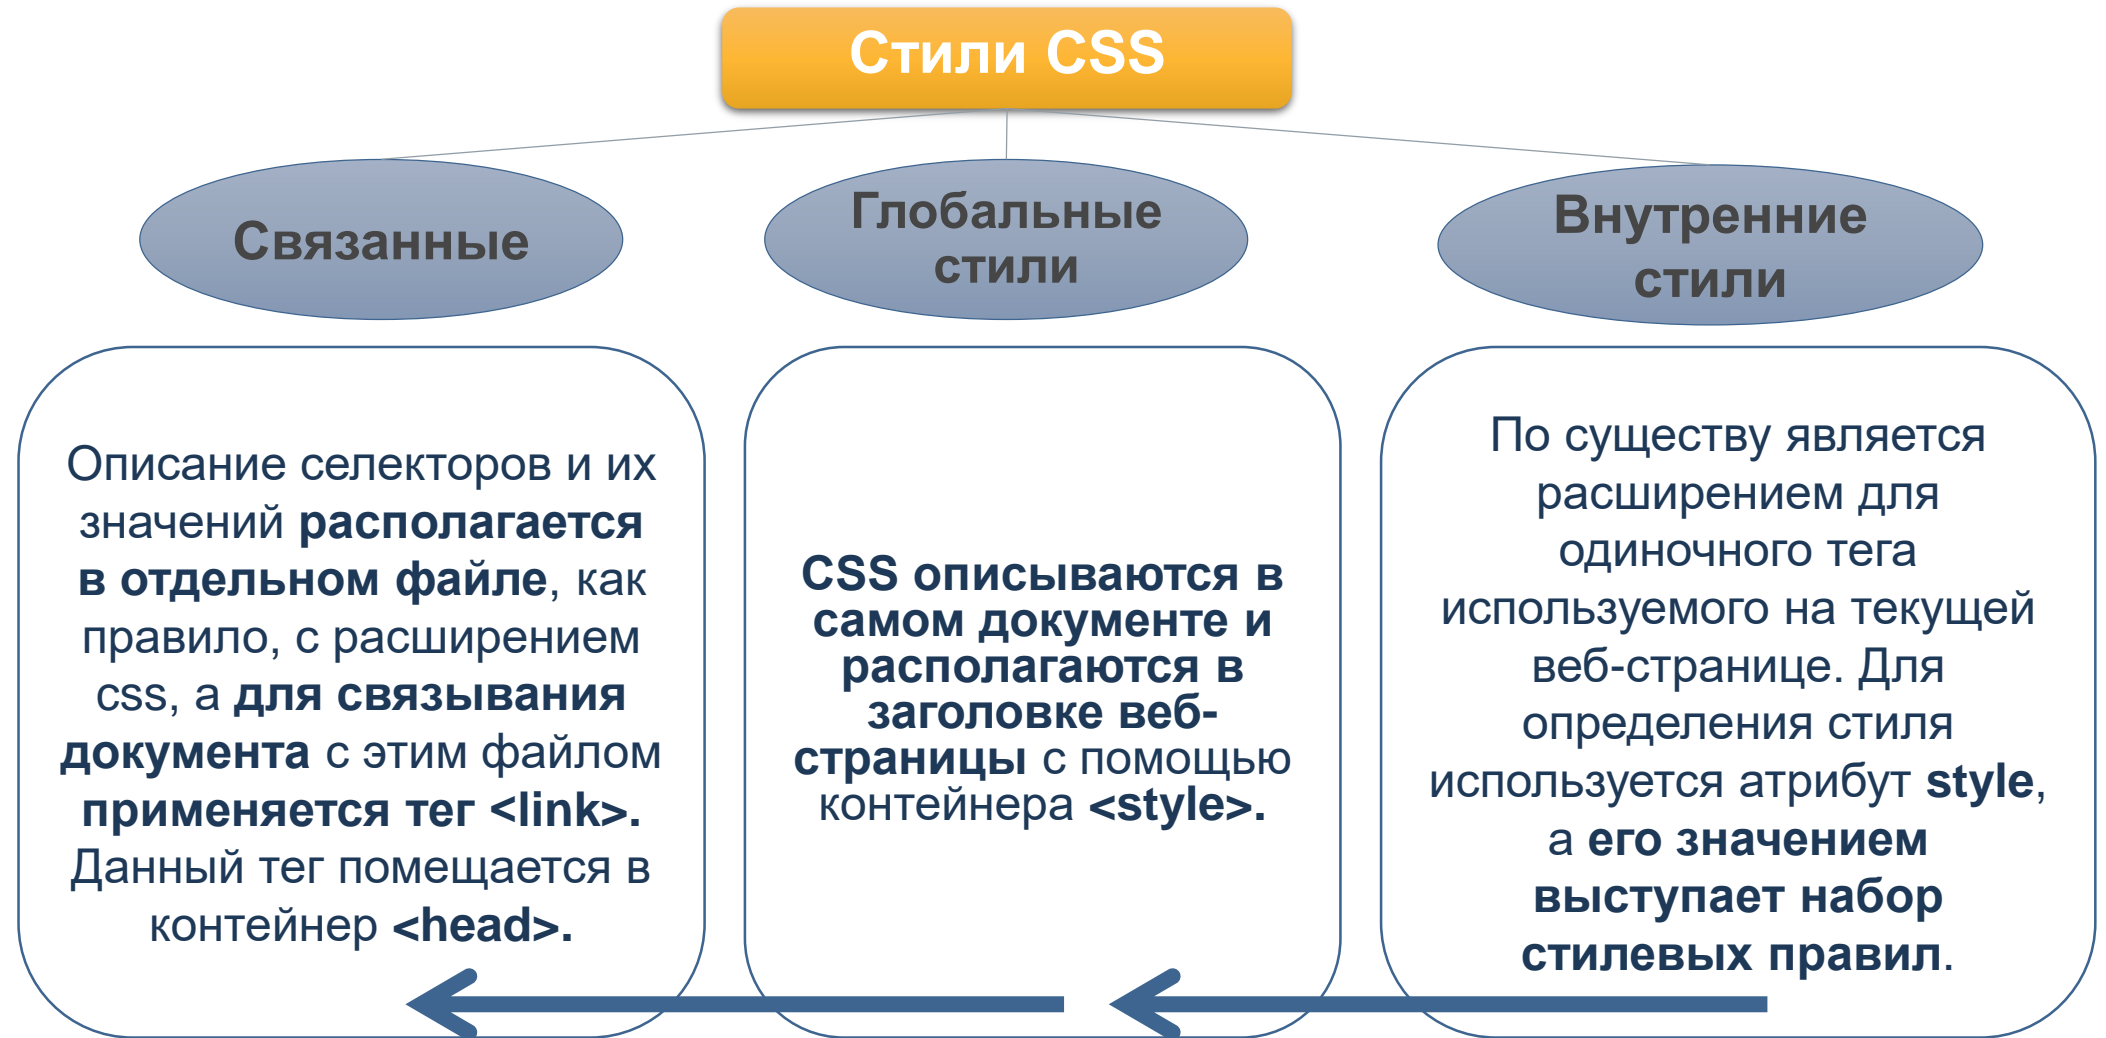 Стили CSS
Связанные
Глобальные
стили
Внутренние
стили
Описание селекторов и их
значений располагается
в отдельном файле, как
правило, с расширением
css, а для связывания
документа с этим файлом
применяется тег <link>.
Данный тег помещается в
контейнер <head>.
CSS описываются в
самом документе и
располагаются в
заголовке веб-
страницы с помощью
контейнера <style>.
По существу является
расширением для
одиночного тега
используемого на текущей
веб-странице. Для
определения стиля
используется атрибут style,
а его значением
выступает набор
стилевых правил.